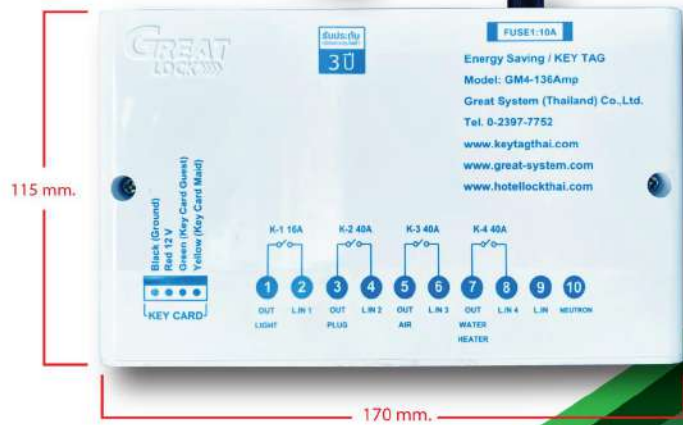 GREAT
LOCK
รับประกัน
3 ปี
FUSE1:10A
Energy Saving / KEY TAG
Model: GM4-136Amp
Great System (Thailand) Co.,Ltd.
Tel. 0-2397-7752
www.keytagthai.com
www.great-system.com
www.hotellockthai.com
115 mm.
Black (Ground)
Red 12 V
Green (Key Card Guest)
Yellow (Key Card Maid)
KEY CARD
K-1 16A K-2 40A K-3 40A K-4 40A
1 2 3 4 5 6 7 8 9 10
OUT L.IN 1 OUT L.IN 2 OUT L.IN 3 OUT L.IN 4 L.IN NEUTRON
LIGHT PLUG AIR WATER
HEATER
170 mm.